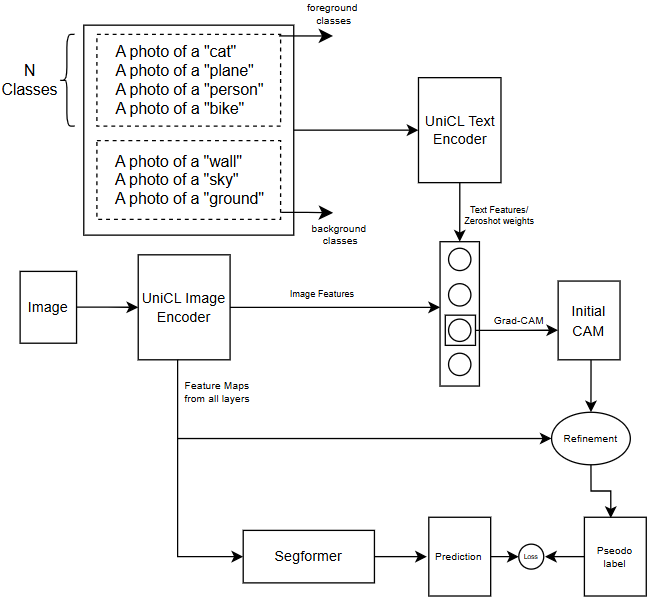 foreground
classes
N
Classes
A photo of a "cat"
A photo of a "plane"
A photo of a "person"
A photo of a "bike"
A photo of a "wall"
A photo of a "sky"
A photo of a "ground"
background
classes
UniCL Text
Encoder
Text Features/
Zeroshot weights
Image
UniCL Image
Encoder
Image Features
Grad-CAM
Initial
CAM
Feature Maps
from all layers
Refinement
Segformer
Prediction
Loss
Pseodo
label